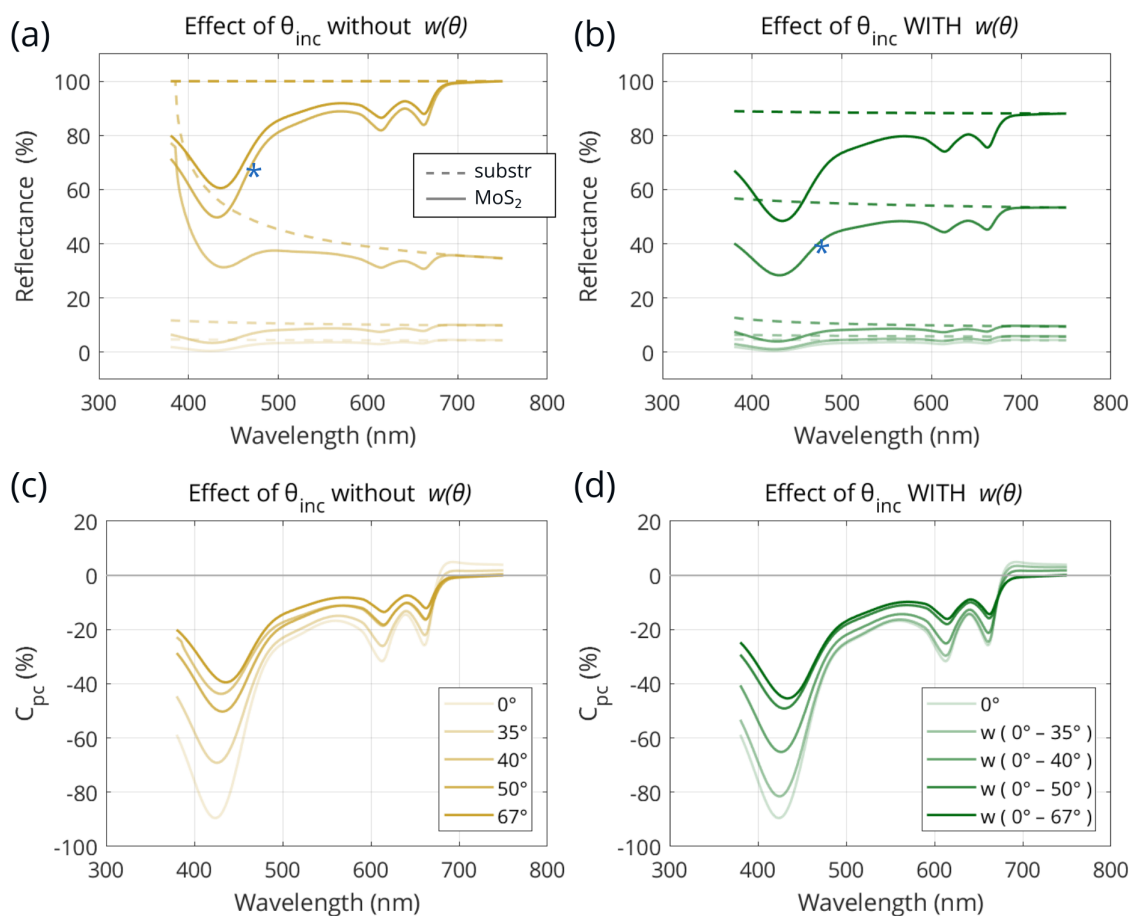 (a)
Effect of θinc without w(θ)
Reflectance (%)
100
80
60
40
20
0
substr
MoS₂
*
300
400
500
600
700
800
Wavelength (nm)
(b)
Effect of θinc WITH w(θ)
Reflectance (%)
100
80
60
40
20
0
*
300
400
500
600
700
800
Wavelength (nm)
(c)
Effect of θinc without w(θ)
Cpc (%)
20
0
-20
-40
-60
-80
-100
0°
35°
40°
50°
67°
300
400
500
600
700
800
Wavelength (nm)
(d)
Effect of θinc WITH w(θ)
Cpc (%)
20
0
-20
-40
-60
-80
-100
0°
w ( 0° – 35° )
w ( 0° – 40° )
w ( 0° – 50° )
w ( 0° – 67° )
300
400
500
600
700
800
Wavelength (nm)